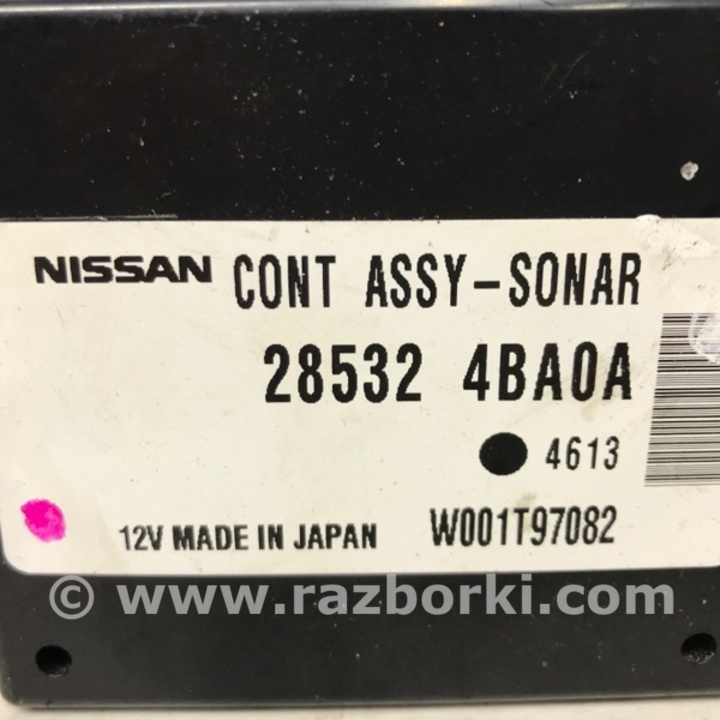 NISSAN CONT ASSY-SONAR
28532 4BA0A
4613
12V MADE IN JAPAN W001T97082
© www.razborki.com